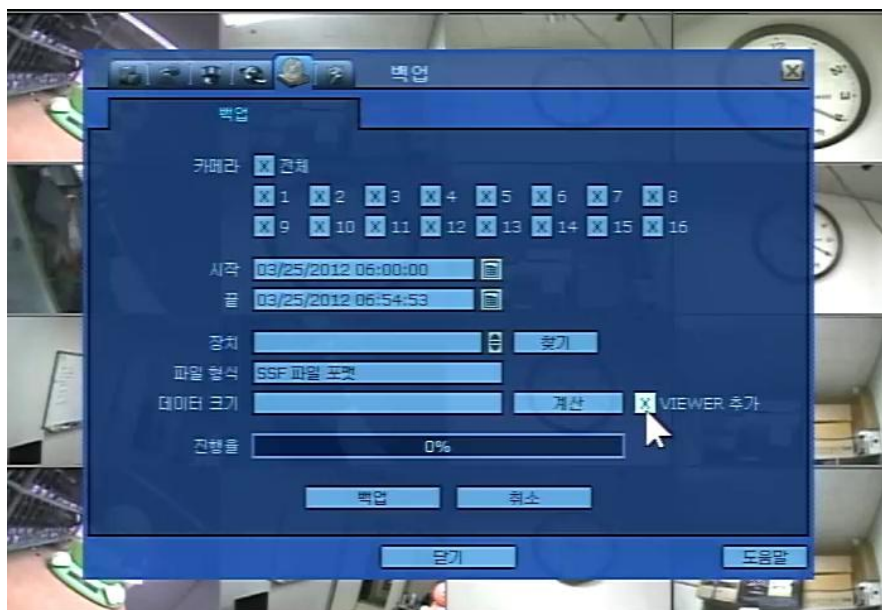 백업
백업
카메라 X 전체
X 1 X 2 X 3 X 4 X 5 X 6 X 7 X 8
X 9 X 10 X 11 X 12 X 13 X 14 X 15 X 16
시작 03/25/2012 06:00:00
끝 03/25/2012 06:54:53
장치 찾기
파일 형식 SSF 파일 포맷
데이터 크기 계산 X VIEWER 추가
진행율 0%
백업 취소
닫기 도움말